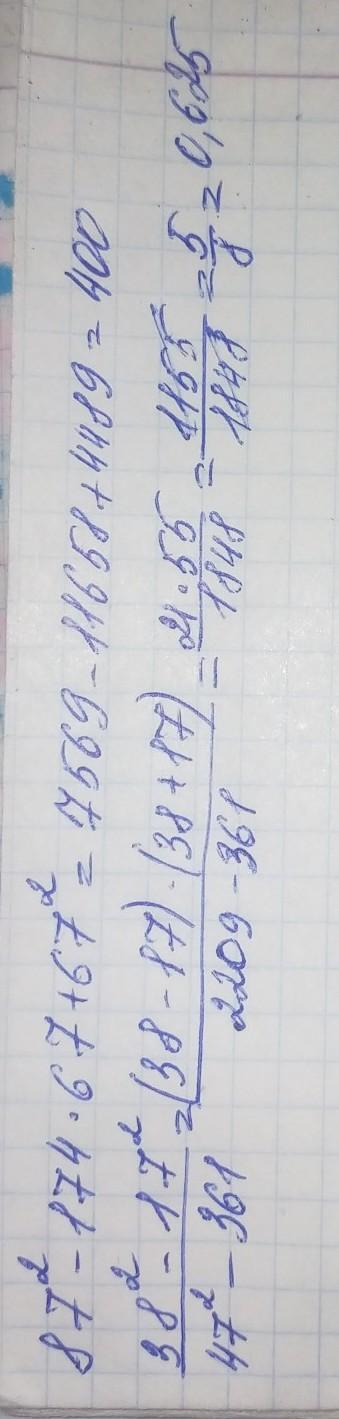 87² - 174 · 67 + 67² = 7569 - 11658 + 4489 = 400
(38² - 17²)/(47² - 361) = ((38 - 17) · (38 + 17))/(2209 - 361) = (21 · 55)/1848 = 1155/1848 = 5/8 = 0,625